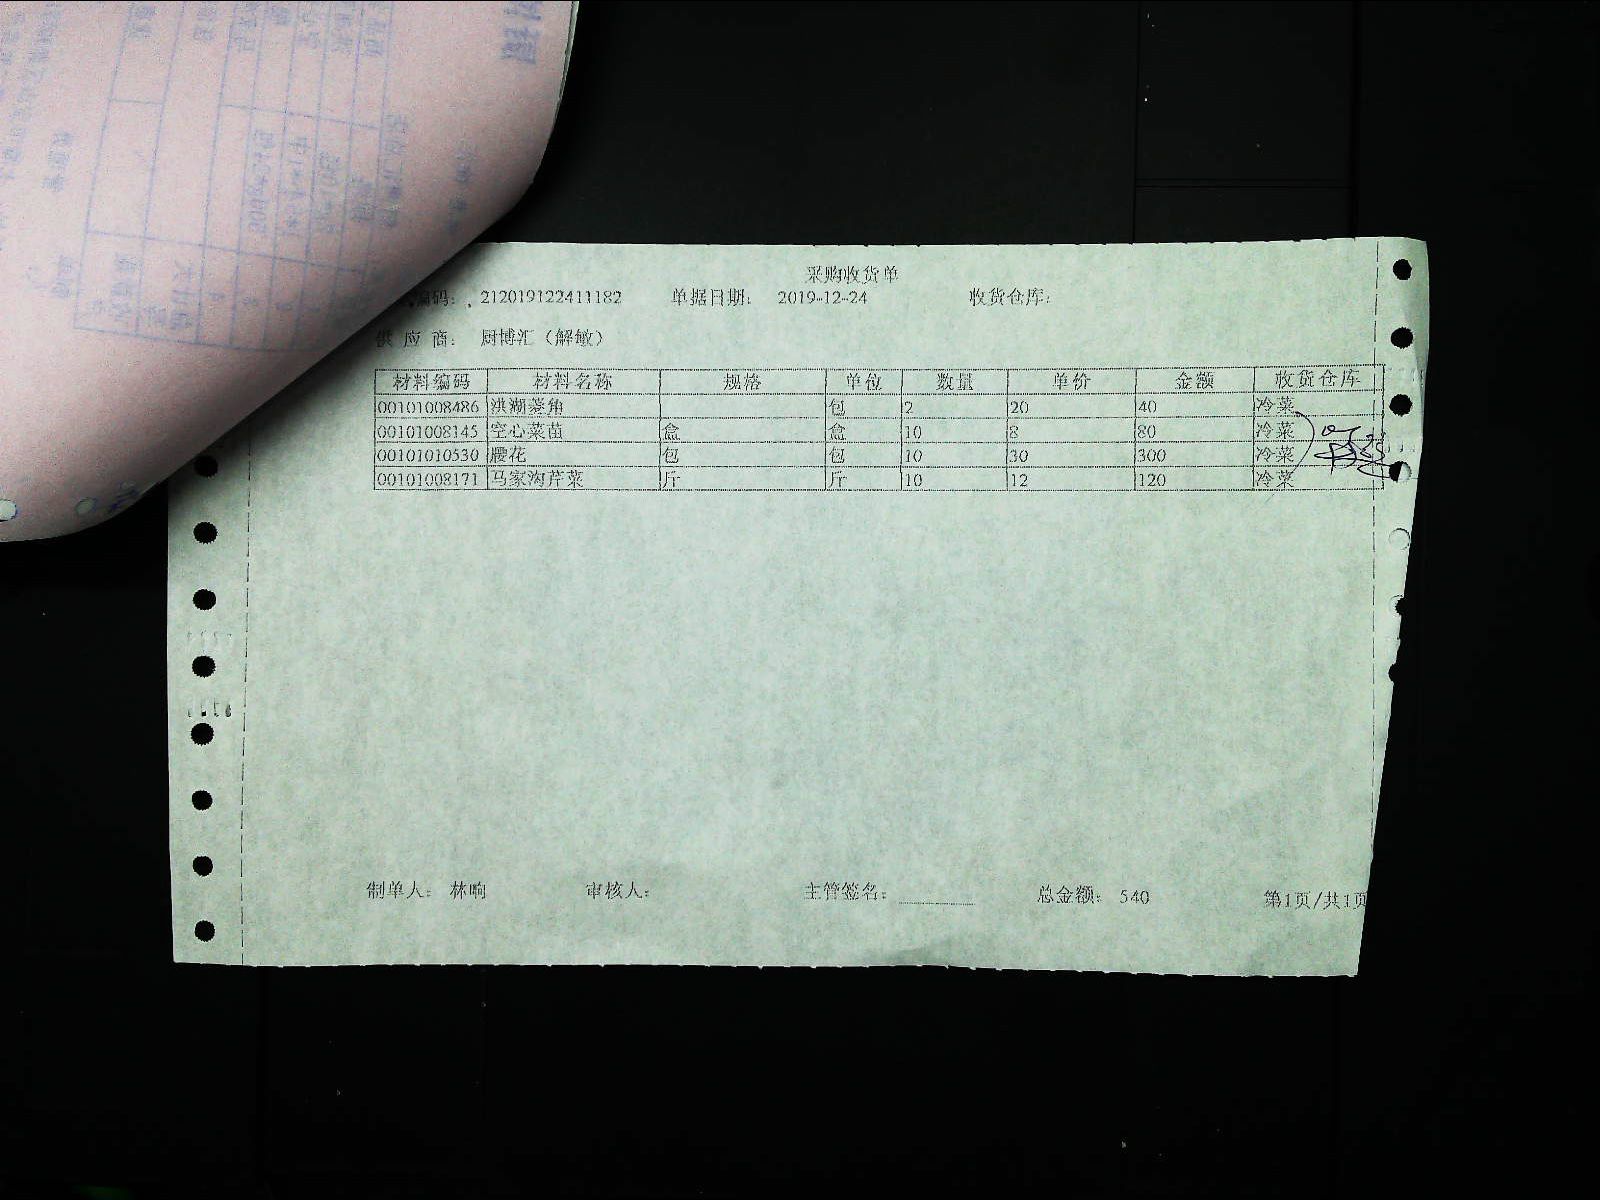 采购收货单
编码： 212019122411182 单据日期： 2019-12-24 收货仓库：
供 应 商： 厨博汇（解敏）
材料编码 材料名称 规格 单位 数量 单价 金额 收货仓库
00101008486 洪湖菱角 包 2 20 40 冷菜
00101008145 空心菜苗 盒 盒 10 8 80 冷菜
00101010530 腰花 包 包 10 30 300 冷菜
00101008171 马家沟芹菜 斤 斤 10 12 120 冷菜
制单人： 林响 审核人： 主管签名： 总金额： 540 第1页/共1页